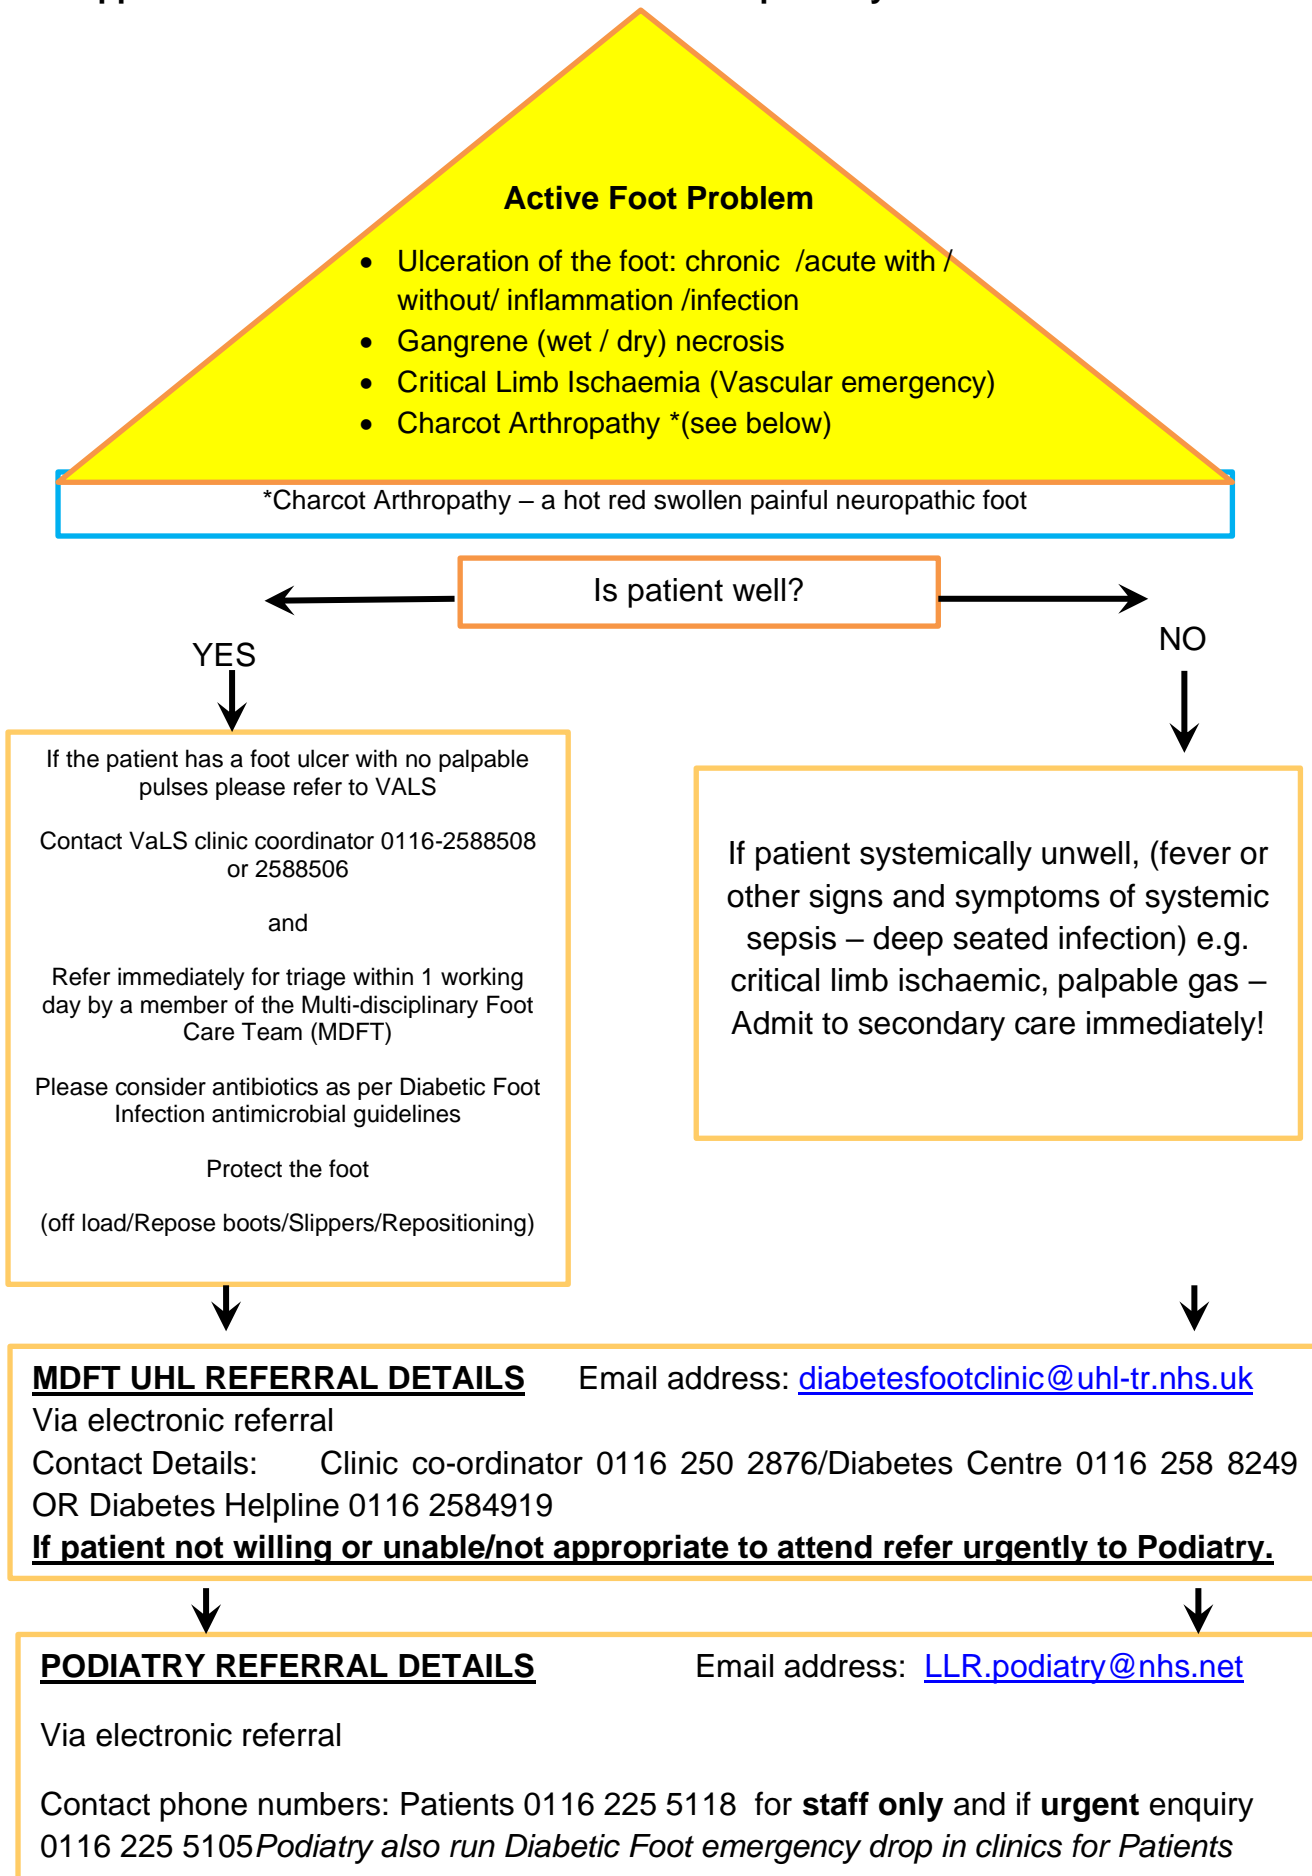 Active Foot Problem
• Ulceration of the foot: chronic /acute with /
without/ inflammation /infection
• Gangrene (wet / dry) necrosis
• Critical Limb Ischaemia (Vascular emergency)
• Charcot Arthropathy *(see below)
*Charcot Arthropathy – a hot red swollen painful neuropathic foot
Is patient well?
YES
NO
If the patient has a foot ulcer with no palpable
pulses please refer to VALS
Contact VaLS clinic coordinator 0116-2588508
or 2588506
and
Refer immediately for triage within 1 working
day by a member of the Multi-disciplinary Foot
Care Team (MDFT)
Please consider antibiotics as per Diabetic Foot
Infection antimicrobial guidelines
Protect the foot
(off load/Repose boots/Slippers/Repositioning)
If patient systemically unwell, (fever or
other signs and symptoms of systemic
sepsis – deep seated infection) e.g.
critical limb ischaemic, palpable gas –
Admit to secondary care immediately!
MDFT UHL REFERRAL DETAILS Email address: diabetesfootclinic@uhl-tr.nhs.uk
Via electronic referral
Contact Details: Clinic co-ordinator 0116 250 2876/Diabetes Centre 0116 258 8249
OR Diabetes Helpline 0116 2584919
If patient not willing or unable/not appropriate to attend refer urgently to Podiatry.
PODIATRY REFERRAL DETAILS Email address: LLR.podiatry@nhs.net
Via electronic referral
Contact phone numbers: Patients 0116 225 5118 for staff only and if urgent enquiry
0116 225 5105 Podiatry also run Diabetic Foot emergency drop in clinics for Patients